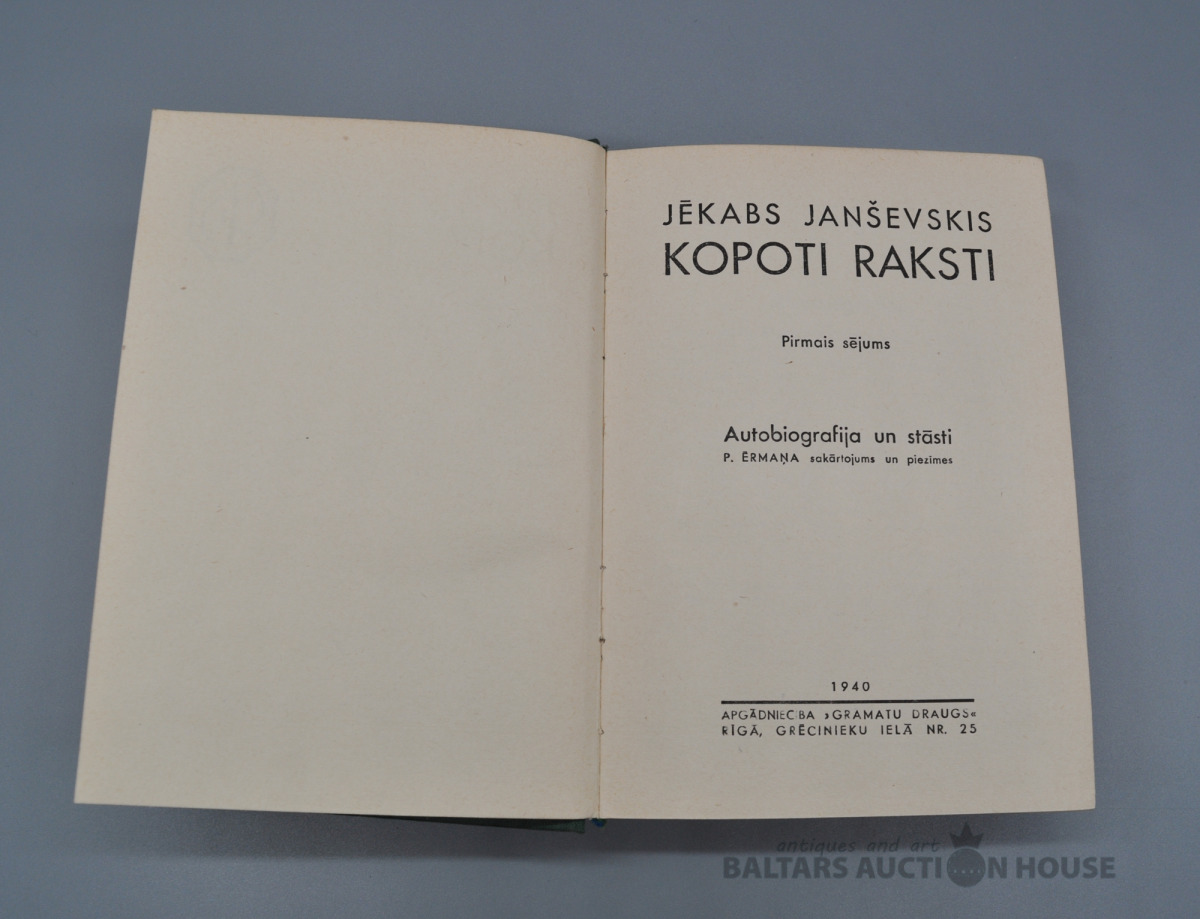 JĒKABS JANŠEVSKIS
KOPOTI RAKSTI
Pirmais sējums
Autobiografija un stāsti
P. ĒRMAŅA sakārtojums un piezīmes
1940
APGĀDNIECĪBA ›GRAMATU DRAUGS«
RĪGĀ, GRĒCINIEKU IELĀ NR. 25
antiques and art
BALTARS AUCTION HOUSE